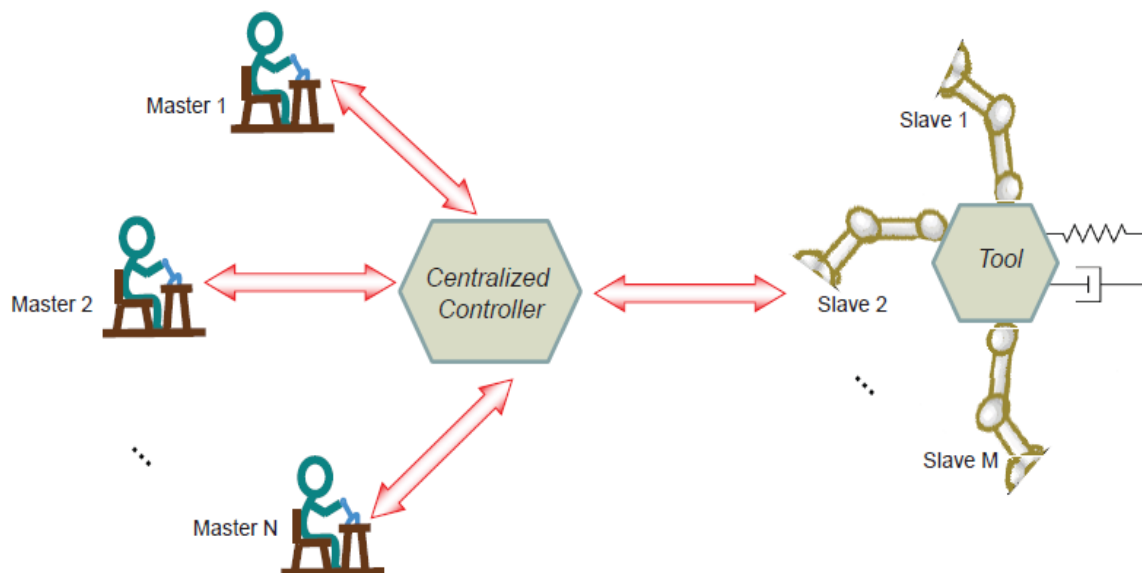 Master 1
Slave 1
Centralized
Controller
Tool
Master 2
Slave 2
Slave M
Master N